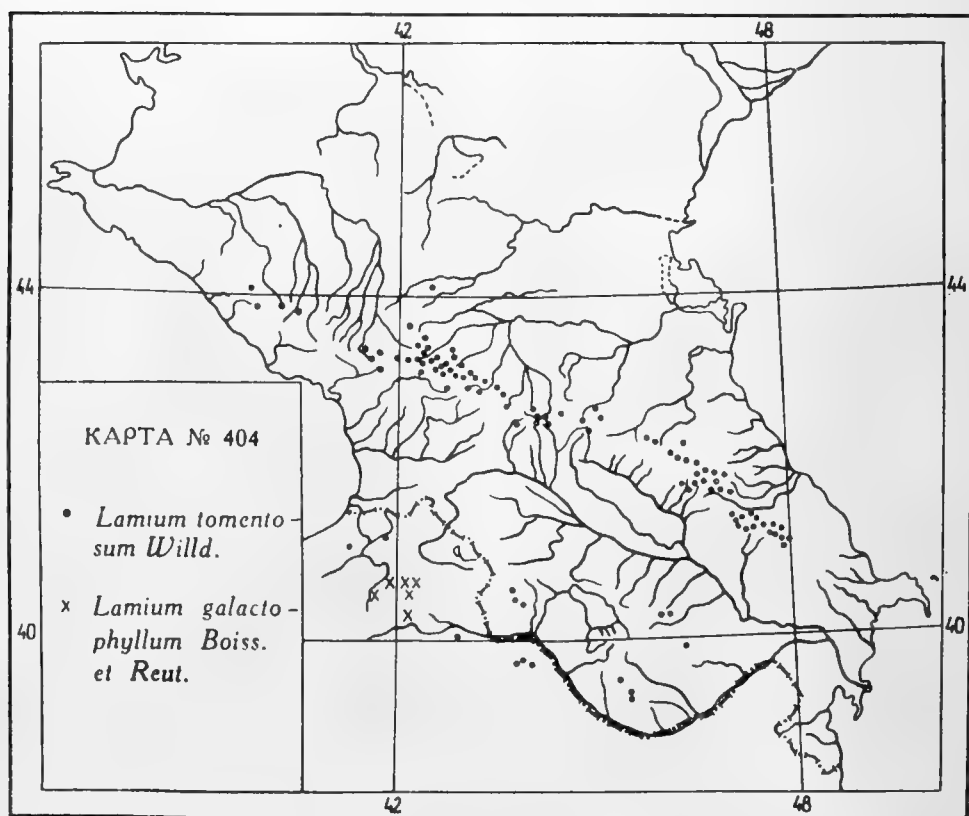 42 48
44 44
КАРТА № 404
• Lamium tomento-
sum Willd.
x Lamium galacto-
phyllum Boiss.
et Reut.
40 40
42 48